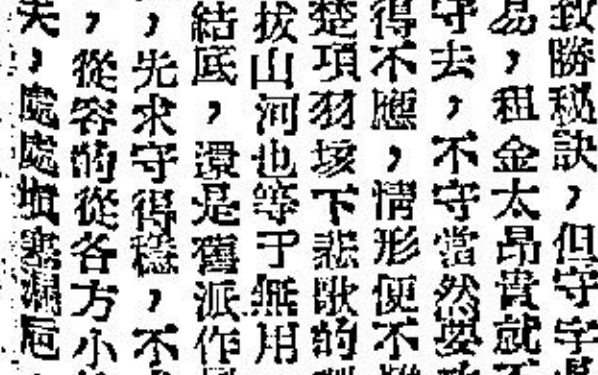 致勝秘訣，但守字
易，租金太昂貴就不
守去，不守當然要
得不應，情形便不
楚項羽垓下悲歌的
拔山河也等于無用
結底，還是舊派作
，先求守得穩，不
，從容的從各方小
失，處處填塞漏卮